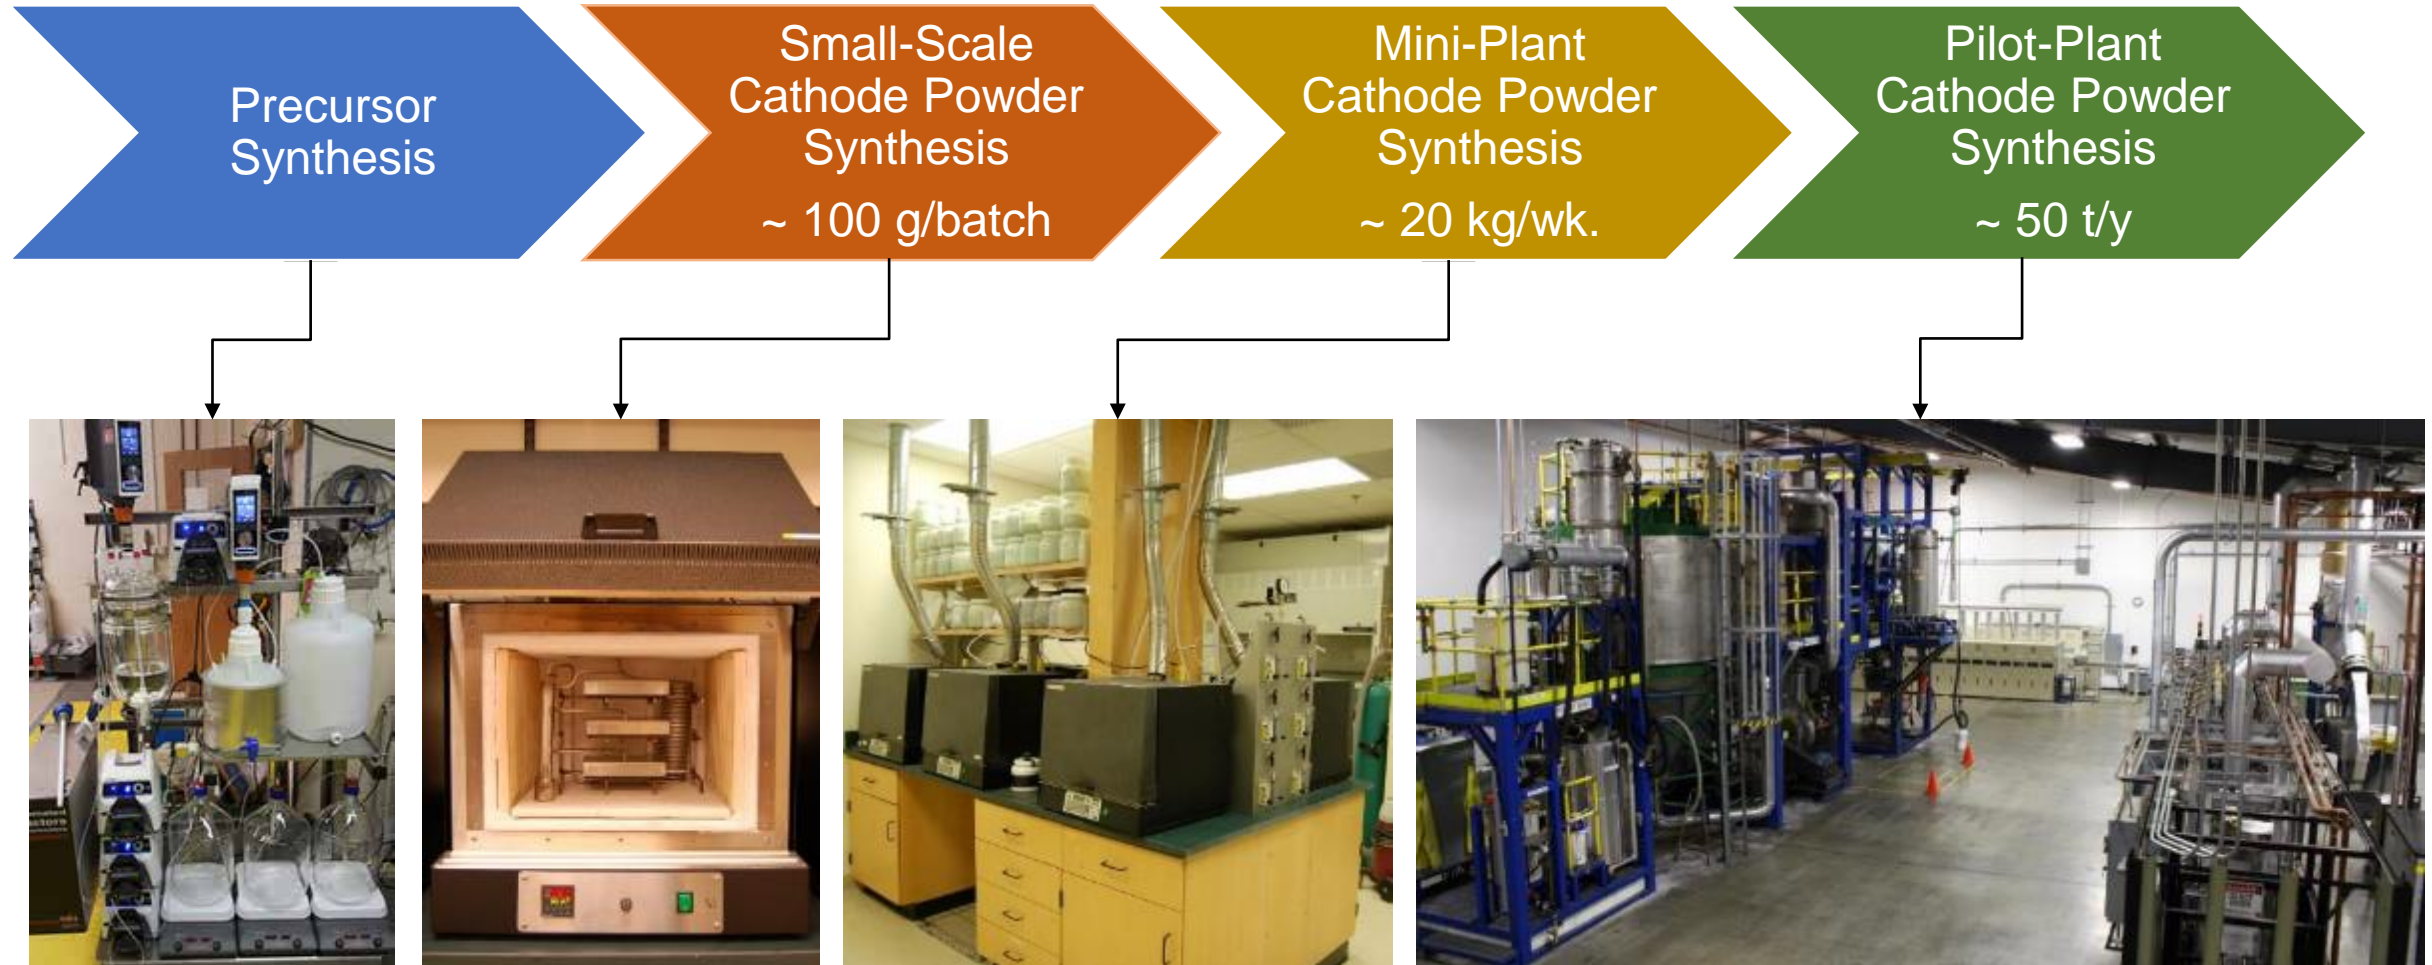 Precursor
Synthesis
Small-Scale
Cathode Powder
Synthesis
~ 100 g/batch
Mini-Plant
Cathode Powder
Synthesis
~ 20 kg/wk.
Pilot-Plant
Cathode Powder
Synthesis
~ 50 t/y